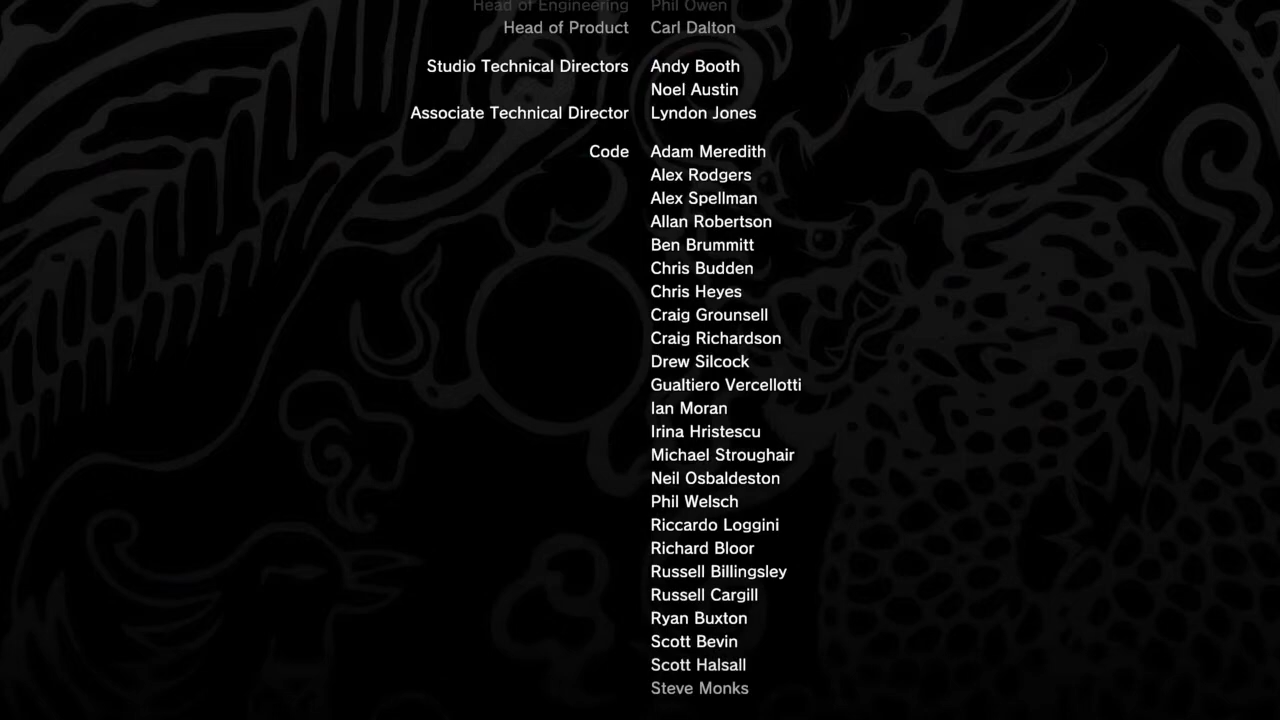 Head of Engineering Phil Owen
Head of Product Carl Dalton
Studio Technical Directors Andy Booth
Noel Austin
Associate Technical Director Lyndon Jones
Code Adam Meredith
Alex Rodgers
Alex Spellman
Allan Robertson
Ben Brummitt
Chris Budden
Chris Heyes
Craig Grounsell
Craig Richardson
Drew Silcock
Gualtiero Vercellotti
Ian Moran
Irina Hristescu
Michael Stroughair
Neil Osbaldeston
Phil Welsch
Riccardo Loggini
Richard Bloor
Russell Billingsley
Russell Cargill
Ryan Buxton
Scott Bevin
Scott Halsall
Steve Monks